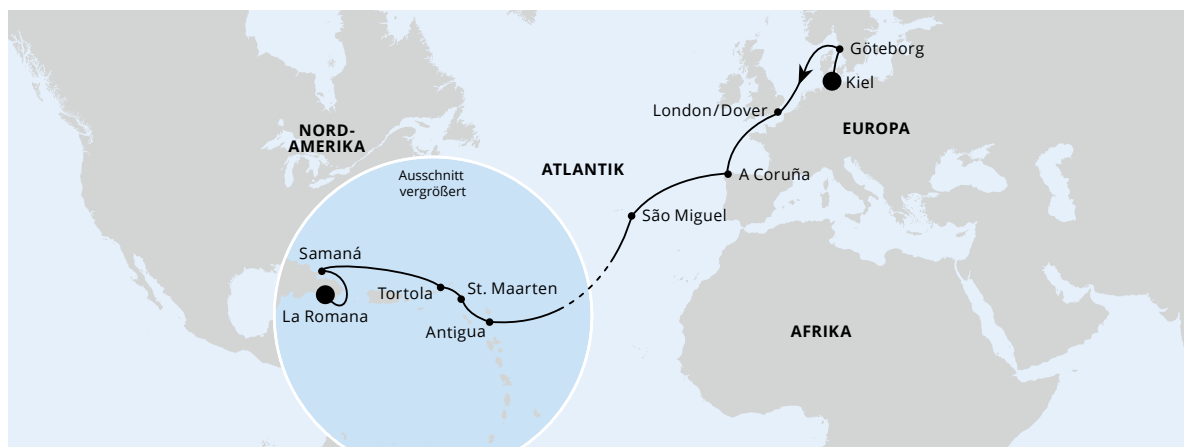 Göteborg
Kiel
London/Dover
NORD-
AMERIKA
EUROPA
ATLANTIK
Ausschnitt
vergrößert
A Coruña
São Miguel
Samaná
Tortola
St. Maarten
La Romana
Antigua
AFRIKA